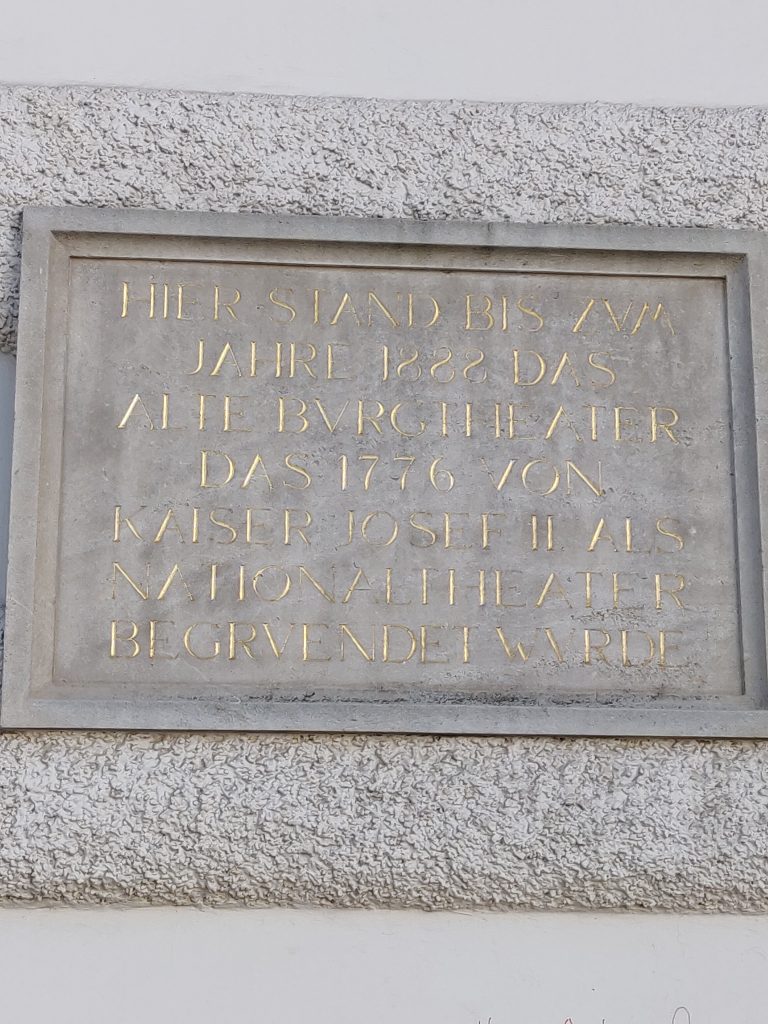 HIER STAND BIS ZVM
JAHRE 1888 DAS
ALTE BVRGTHEATER
DAS 1776 VON
KAISER JOSEF II ALS
NATIONALTHEATER
BEGRVENDET WVRDE